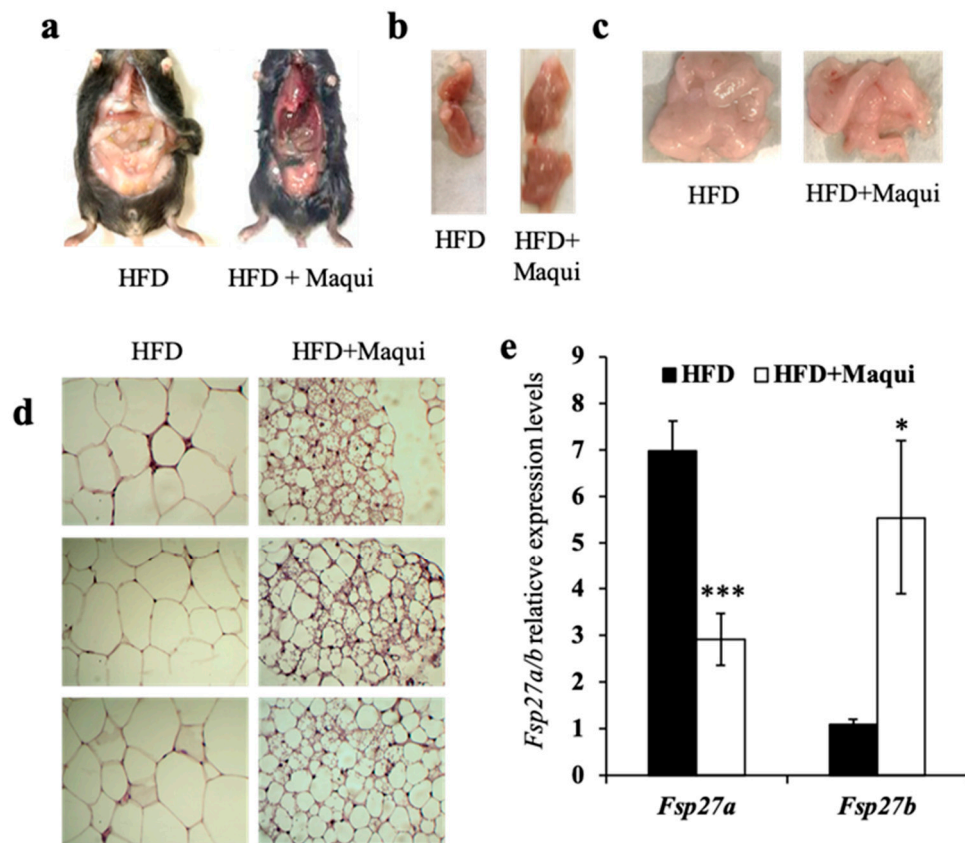 a
b
c
HFD
HFD + Maqui
HFD
HFD+
Maqui
HFD
HFD+Maqui
HFD
HFD+Maqui
d
e
Fsp27a/b relaticve expression levels
9
8
7
6
5
4
3
2
1
0
HFD
HFD+Maqui
***
*
Fsp27a
Fsp27b